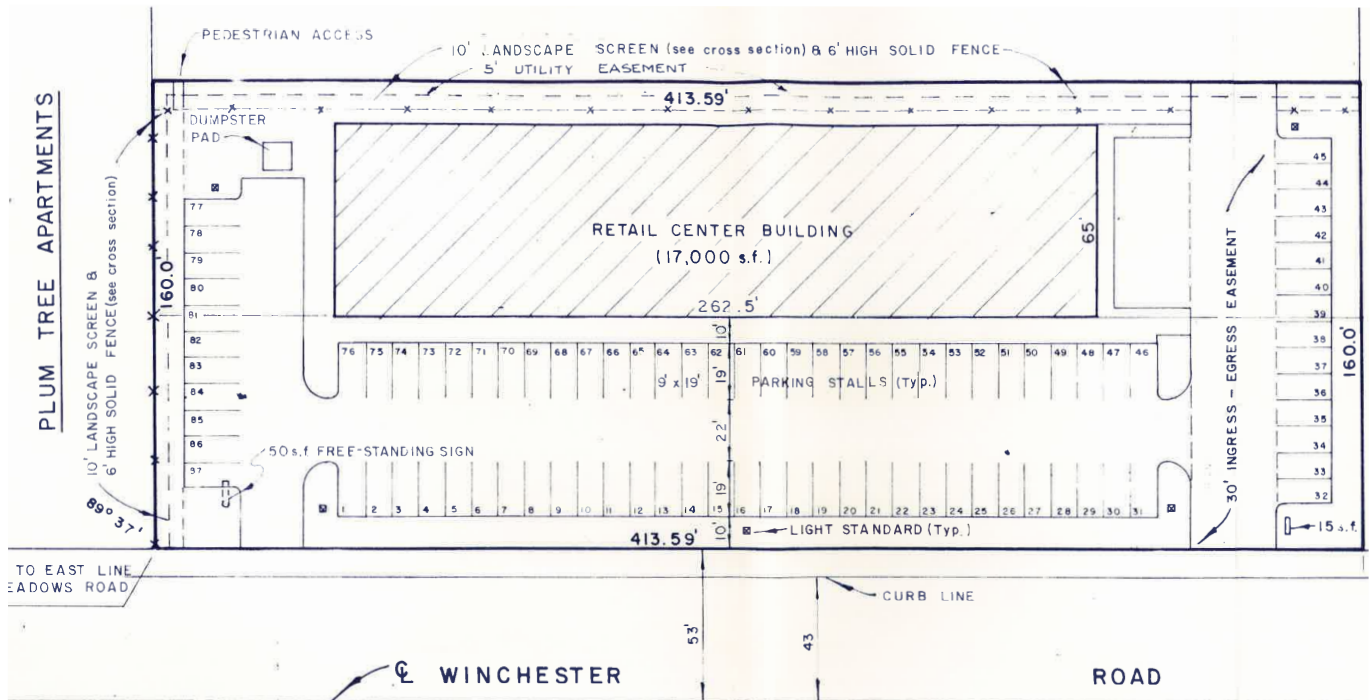 PEDESTRIAN ACCESS
10' LANDSCAPE SCREEN (see cross section) & 6' HIGH SOLID FENCE
5' UTILITY EASEMENT
413.59'
DUMPSTER
PAD
PLUM TREE APARTMENTS
10' LANDSCAPE SCREEN &
6' HIGH SOLID FENCE (see cross section)
160.0'
89° 37'
RETAIL CENTER BUILDING
(17,000 s.f.)
65'
262.5'
30' INGRESS - EGRESS EASEMENT
160.0'
45
44
43
42
41
40
39
38
37
36
35
34
33
32
77
78
79
80
81
82
83
84
85
86
37
10'
76 75 74 73 72 71 70 69 68 67 66 65 64 63 62 61 60 59 58 57 56 55 54 53 52 51 50 49 48 47 46
9' x 19' PARKING STALLS (Typ.)
19'
22'
19'
10'
50 s.f. FREE-STANDING SIGN
1 2 3 4 5 6 7 8 9 10 11 12 13 14 15 16 17 18 19 20 21 22 23 24 25 26 27 28 29 30 31
LIGHT STANDARD (Typ.)
15 s.f.
413.59'
TO EAST LINE
EADOWS ROAD
CURB LINE
53'
43
℄ WINCHESTER ROAD